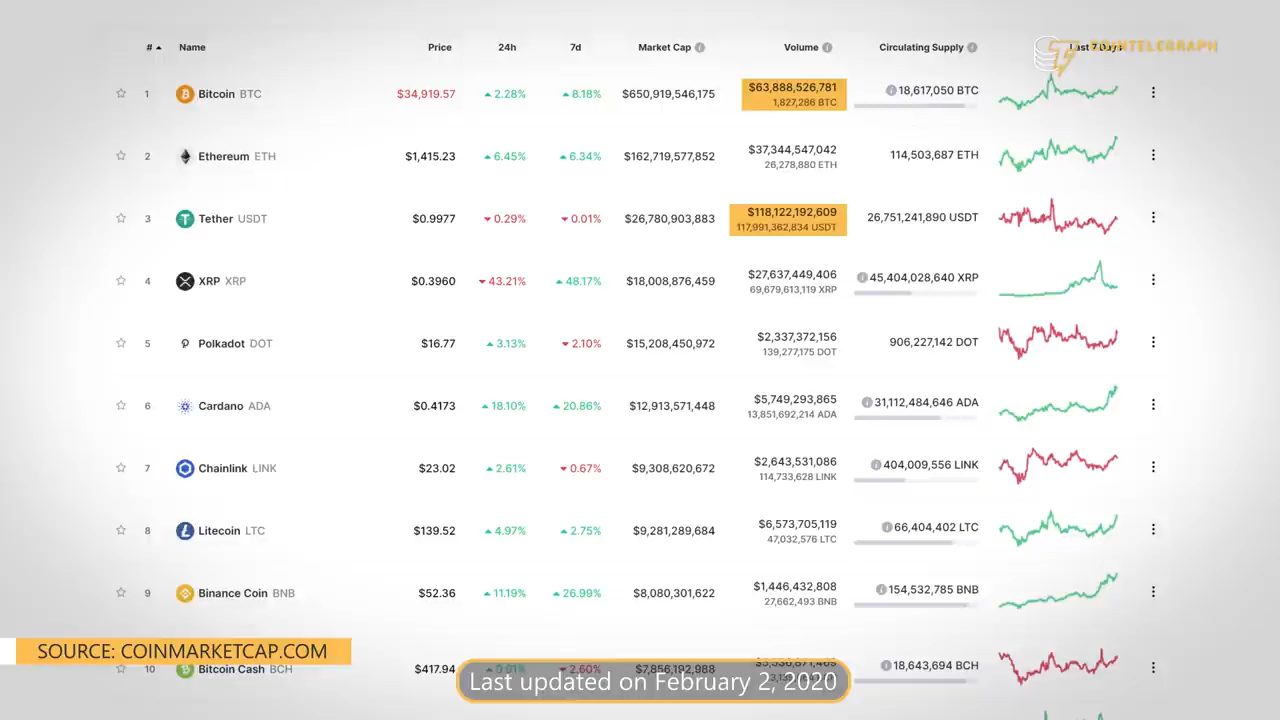 # Name Price 24h 7d Market Cap Volume Circulating Supply Last 7 Days
COINTELEGRAPH
1 Bitcoin BTC $34,919.57 2.28% 8.18% $650,919,546,175 $63,888,526,781 18,617,050 BTC
1,827,286 BTC
2 Ethereum ETH $1,415.23 6.45% 6.34% $162,719,577,852 $37,344,547,042 114,503,687 ETH
26,278,880 ETH
3 Tether USDT $0.9977 0.29% 0.01% $26,780,903,883 $118,122,192,609 26,751,241,890 USDT
117,991,362,834 USDT
4 XRP XRP $0.3960 43.21% 48.17% $18,008,876,459 $27,637,449,406 45,404,028,640 XRP
69,679,613,119 XRP
5 Polkadot DOT $16.77 3.13% 2.10% $15,208,450,972 $2,337,372,156 906,227,142 DOT
139,277,175 DOT
6 Cardano ADA $0.4173 18.10% 20.86% $12,913,571,448 $5,749,293,865 31,112,484,646 ADA
13,851,692,214 ADA
7 Chainlink LINK $23.02 2.61% 0.67% $9,308,620,672 $2,643,531,086 404,009,556 LINK
114,733,628 LINK
8 Litecoin LTC $139.52 4.97% 2.75% $9,281,289,684 $6,573,705,119 66,404,402 LTC
47,032,576 LTC
9 Binance Coin BNB $52.36 11.19% 26.99% $8,080,301,622 $1,446,432,808 154,532,785 BNB
27,662,493 BNB
SOURCE: COINMARKETCAP.COM
10 Bitcoin Cash BCH $417.94 0.01% 2.60% $7,856,192,988 18,643,694 BCH
Last updated on February 2, 2020